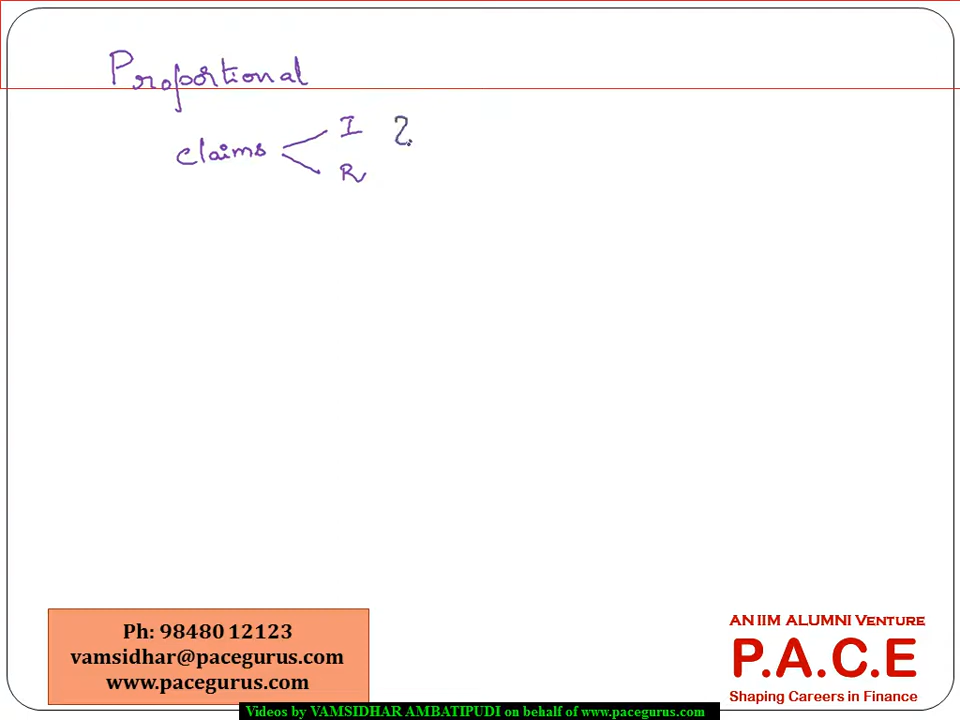 Proportional
claims I 2
R
Ph: 98480 12123
vamsidhar@pacegurus.com
www.pacegurus.com
AN IIM ALUMNI VENTURE
P.A.C.E
Shaping Careers in Finance
Videos by VAMSIDHAR AMBATIPUDI on behalf of www.pacegurus.com